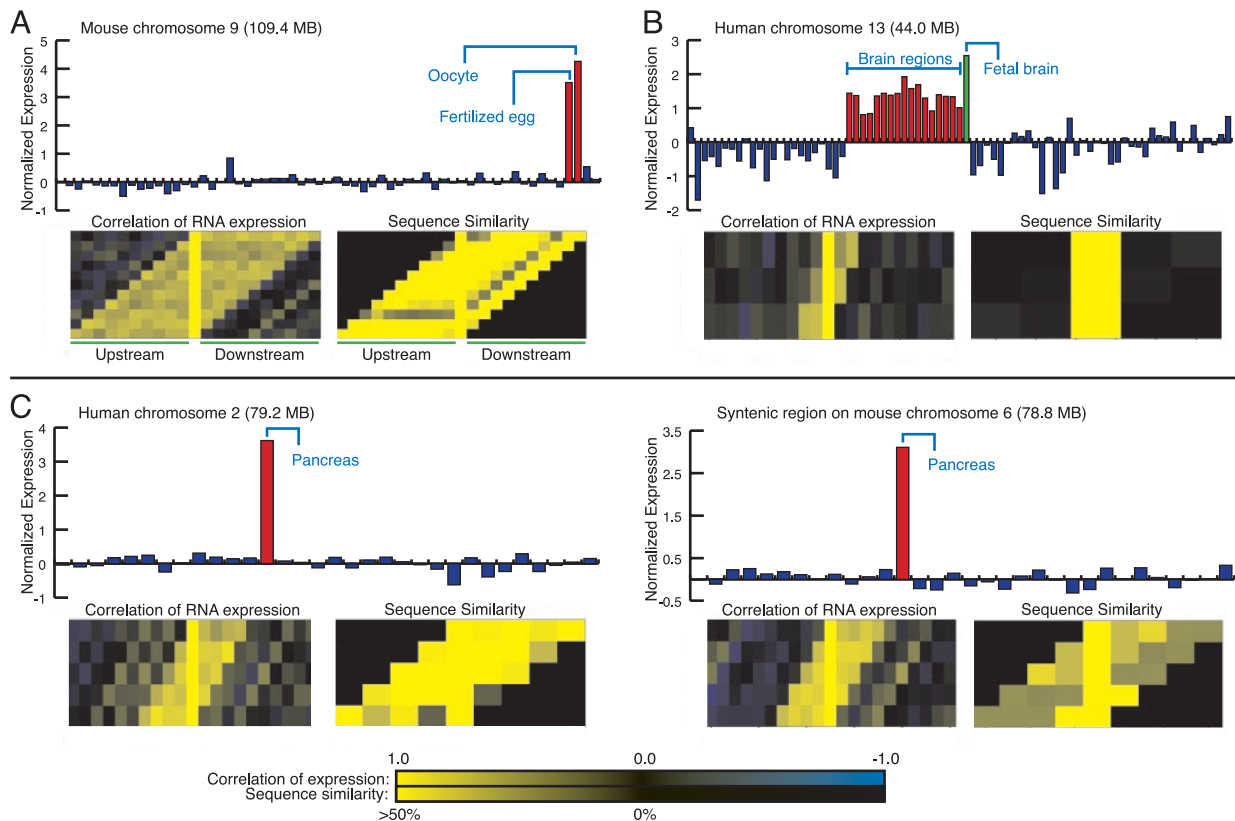 A
Mouse chromosome 9 (109.4 MB)
Normalized Expression
5
4
3
2
1
0
-1
Oocyte
Fertilized egg
Correlation of RNA expression
Sequence Similarity
Upstream
Downstream
Upstream
Downstream
B
Human chromosome 13 (44.0 MB)
Normalized Expression
3
2
1
0
-1
-2
Brain regions
Fetal brain
Correlation of RNA expression
Sequence Similarity
C
Human chromosome 2 (79.2 MB)
Normalized Expression
4
3
2
1
0
-1
Pancreas
Correlation of RNA expression
Sequence Similarity
Syntenic region on mouse chromosome 6 (78.8 MB)
Normalized Expression
3.5
2.5
1.5
0.5
-0.5
Pancreas
Correlation of RNA expression
Sequence Similarity
1.0
0.0
-1.0
Correlation of expression:
Sequence similarity:
>50%
0%